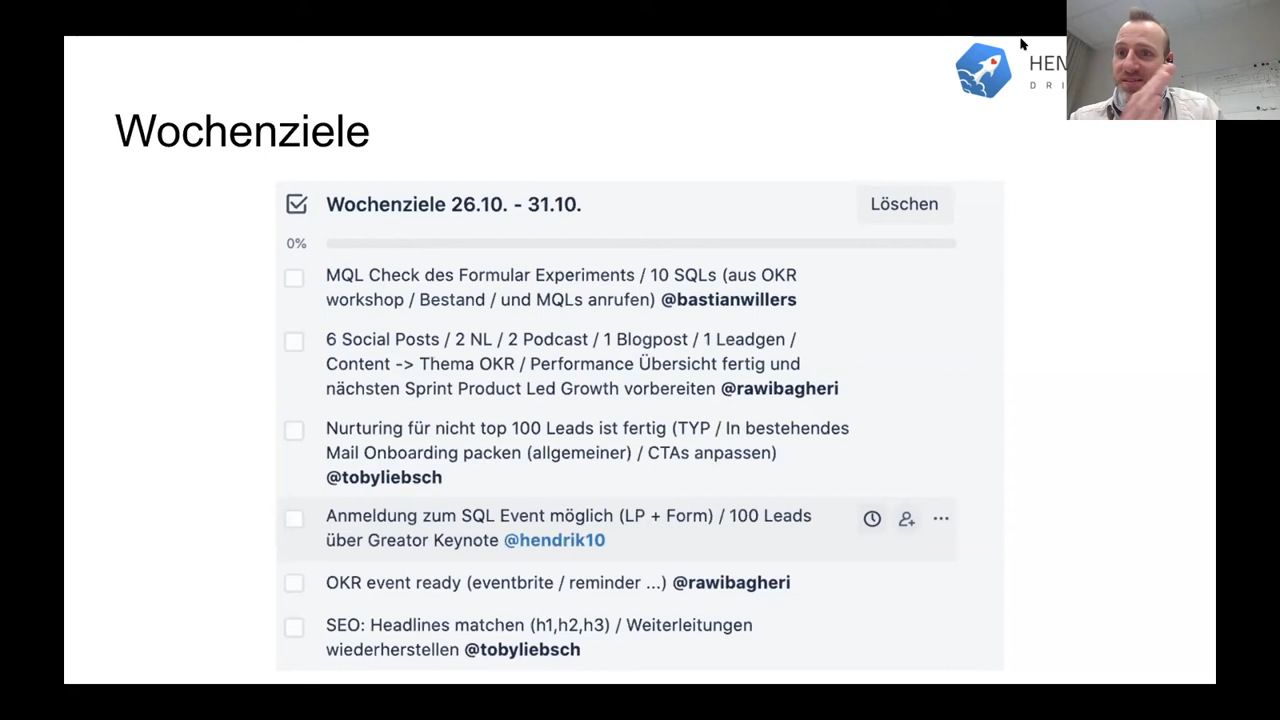 HEN
DRI
Wochenziele
Wochenziele 26.10. - 31.10.
Löschen
0%
MQL Check des Formular Experiments / 10 SQLs (aus OKR
workshop / Bestand / und MQLs anrufen) @bastianwillers
6 Social Posts / 2 NL / 2 Podcast / 1 Blogpost / 1 Leadgen /
Content -> Thema OKR / Performance Übersicht fertig und
nächsten Sprint Product Led Growth vorbereiten @rawibagheri
Nurturing für nicht top 100 Leads ist fertig (TYP / In bestehendes
Mail Onboarding packen (allgemeiner) / CTAs anpassen)
@tobyliebsch
Anmeldung zum SQL Event möglich (LP + Form) / 100 Leads
über Greator Keynote @hendrik10
OKR event ready (eventbrite / reminder ...) @rawibagheri
SEO: Headlines matchen (h1,h2,h3) / Weiterleitungen
wiederherstellen @tobyliebsch